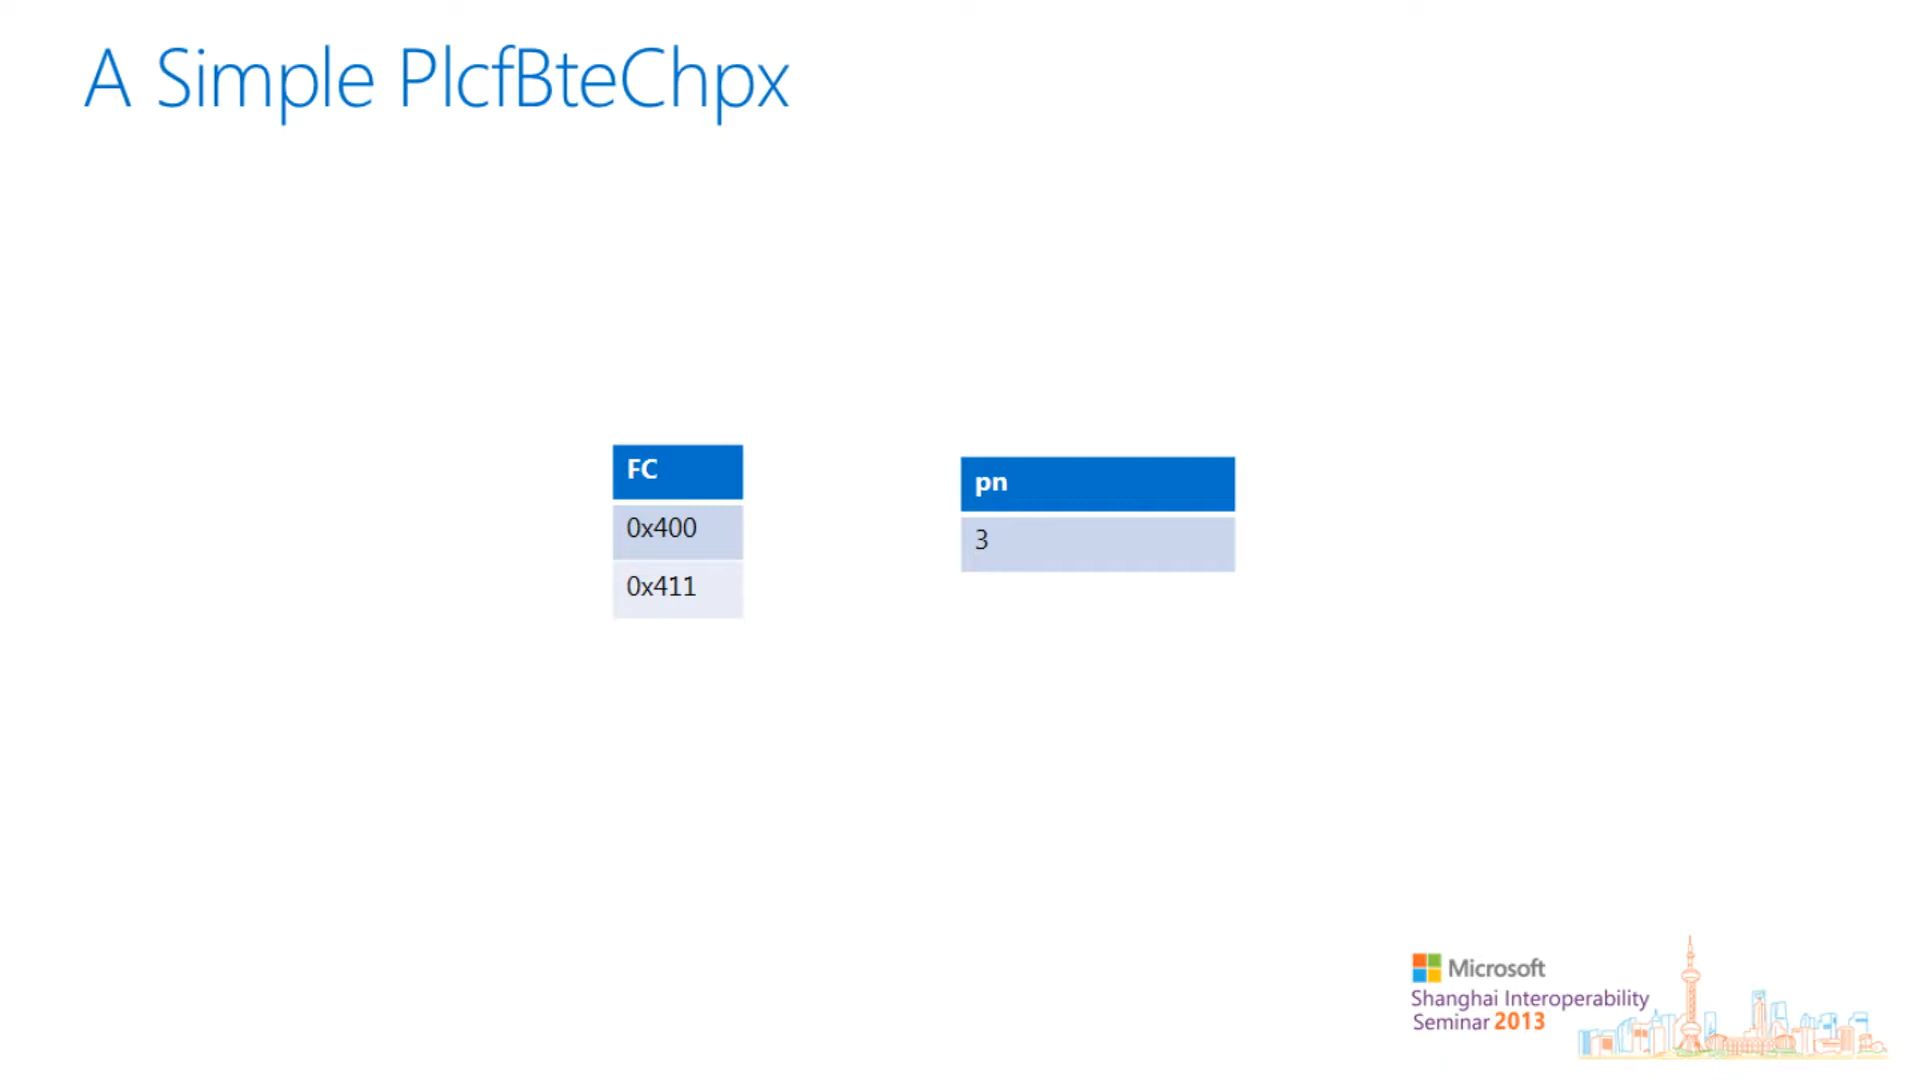 A Simple PlcfBteChpx
FC
0x400
0x411
pn
3
Microsoft
Shanghai Interoperability
Seminar 2013